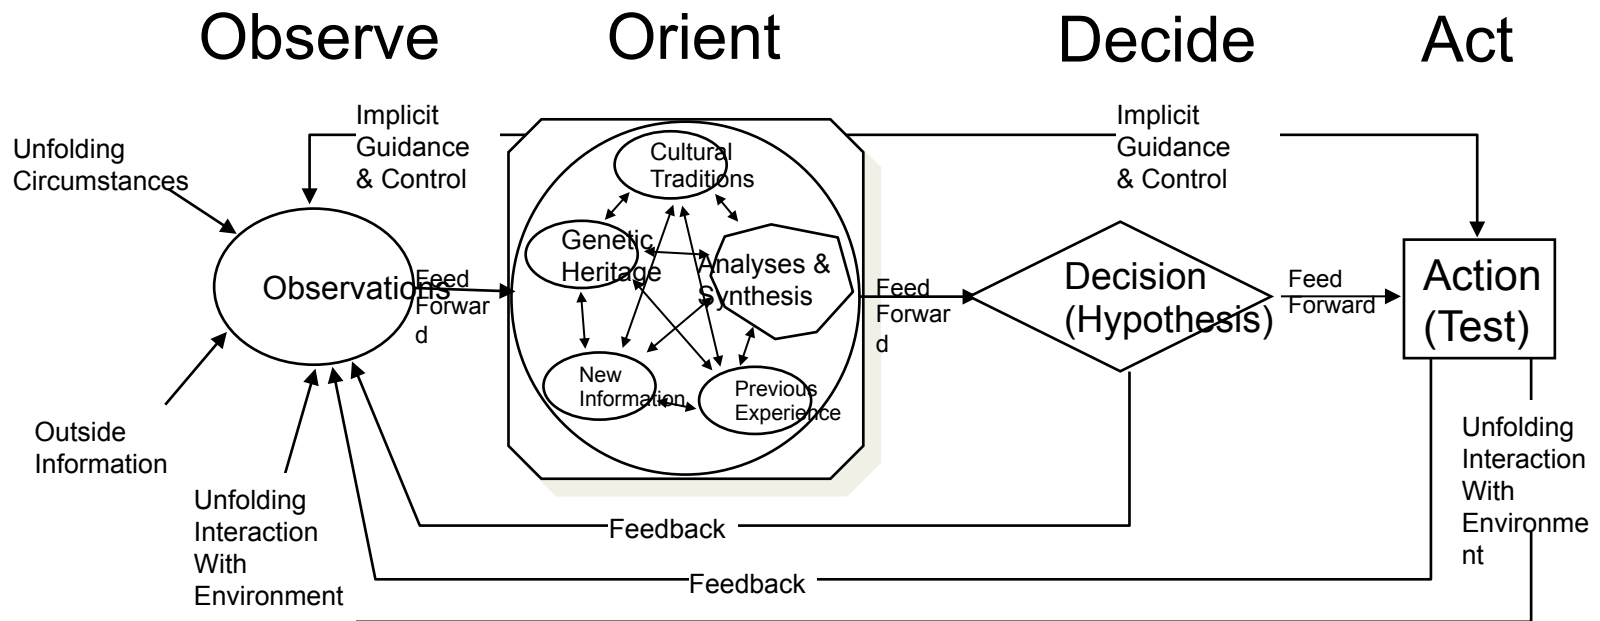 Observe
Orient
Decide
Act
Implicit
Guidance
& Control
Implicit
Guidance
& Control
Unfolding
Circumstances
Cultural
Traditions
Genetic
Heritage
Analyses &
Synthesis
New
Information
Previous
Experience
Observations
Feed
Forwar
d
Feed
Forwar
d
Decision
(Hypothesis)
Feed
Forward
Action
(Test)
Outside
Information
Unfolding
Interaction
With
Environment
Feedback
Feedback
Unfolding
Interaction
With
Environme
nt